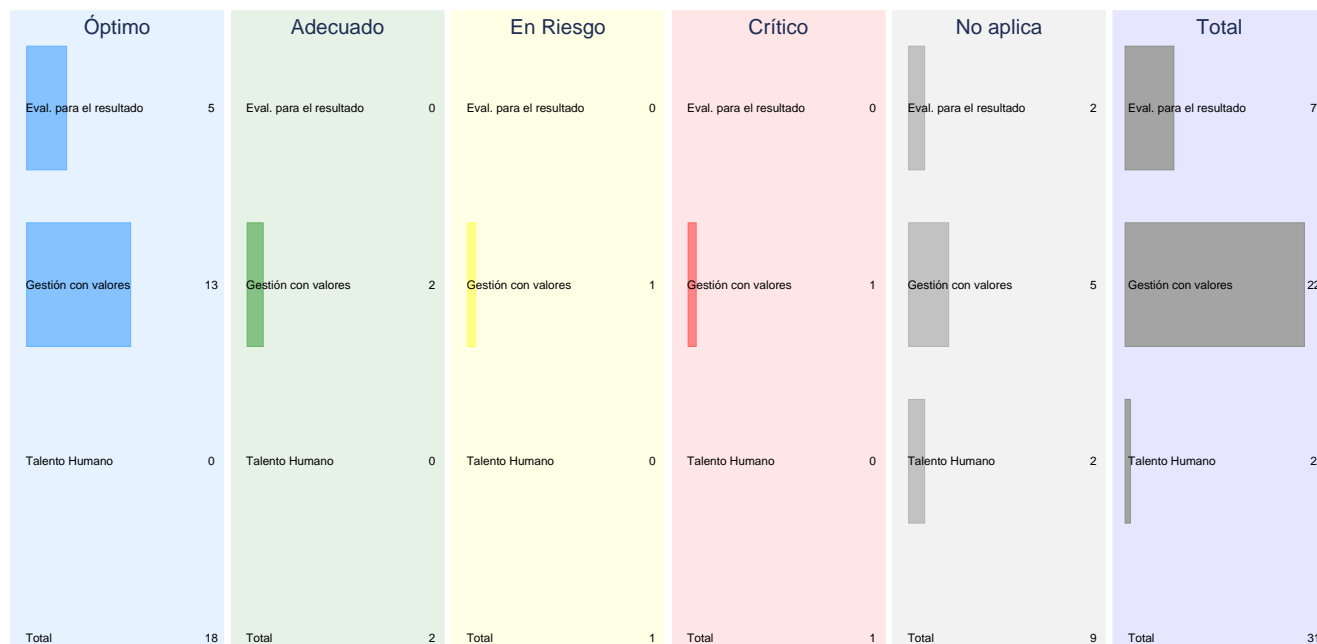 Óptimo Adecuado En Riesgo Crítico No aplica Total
Eval. para el resultado 5 Eval. para el resultado 0 Eval. para el resultado 0 Eval. para el resultado 0 Eval. para el resultado 2 Eval. para el resultado 7
Gestión con valores 13 Gestión con valores 2 Gestión con valores 1 Gestión con valores 1 Gestión con valores 5 Gestión con valores 22
Talento Humano 0 Talento Humano 0 Talento Humano 0 Talento Humano 0 Talento Humano 2 Talento Humano 2
Total 18 Total 2 Total 1 Total 1 Total 9 Total 31